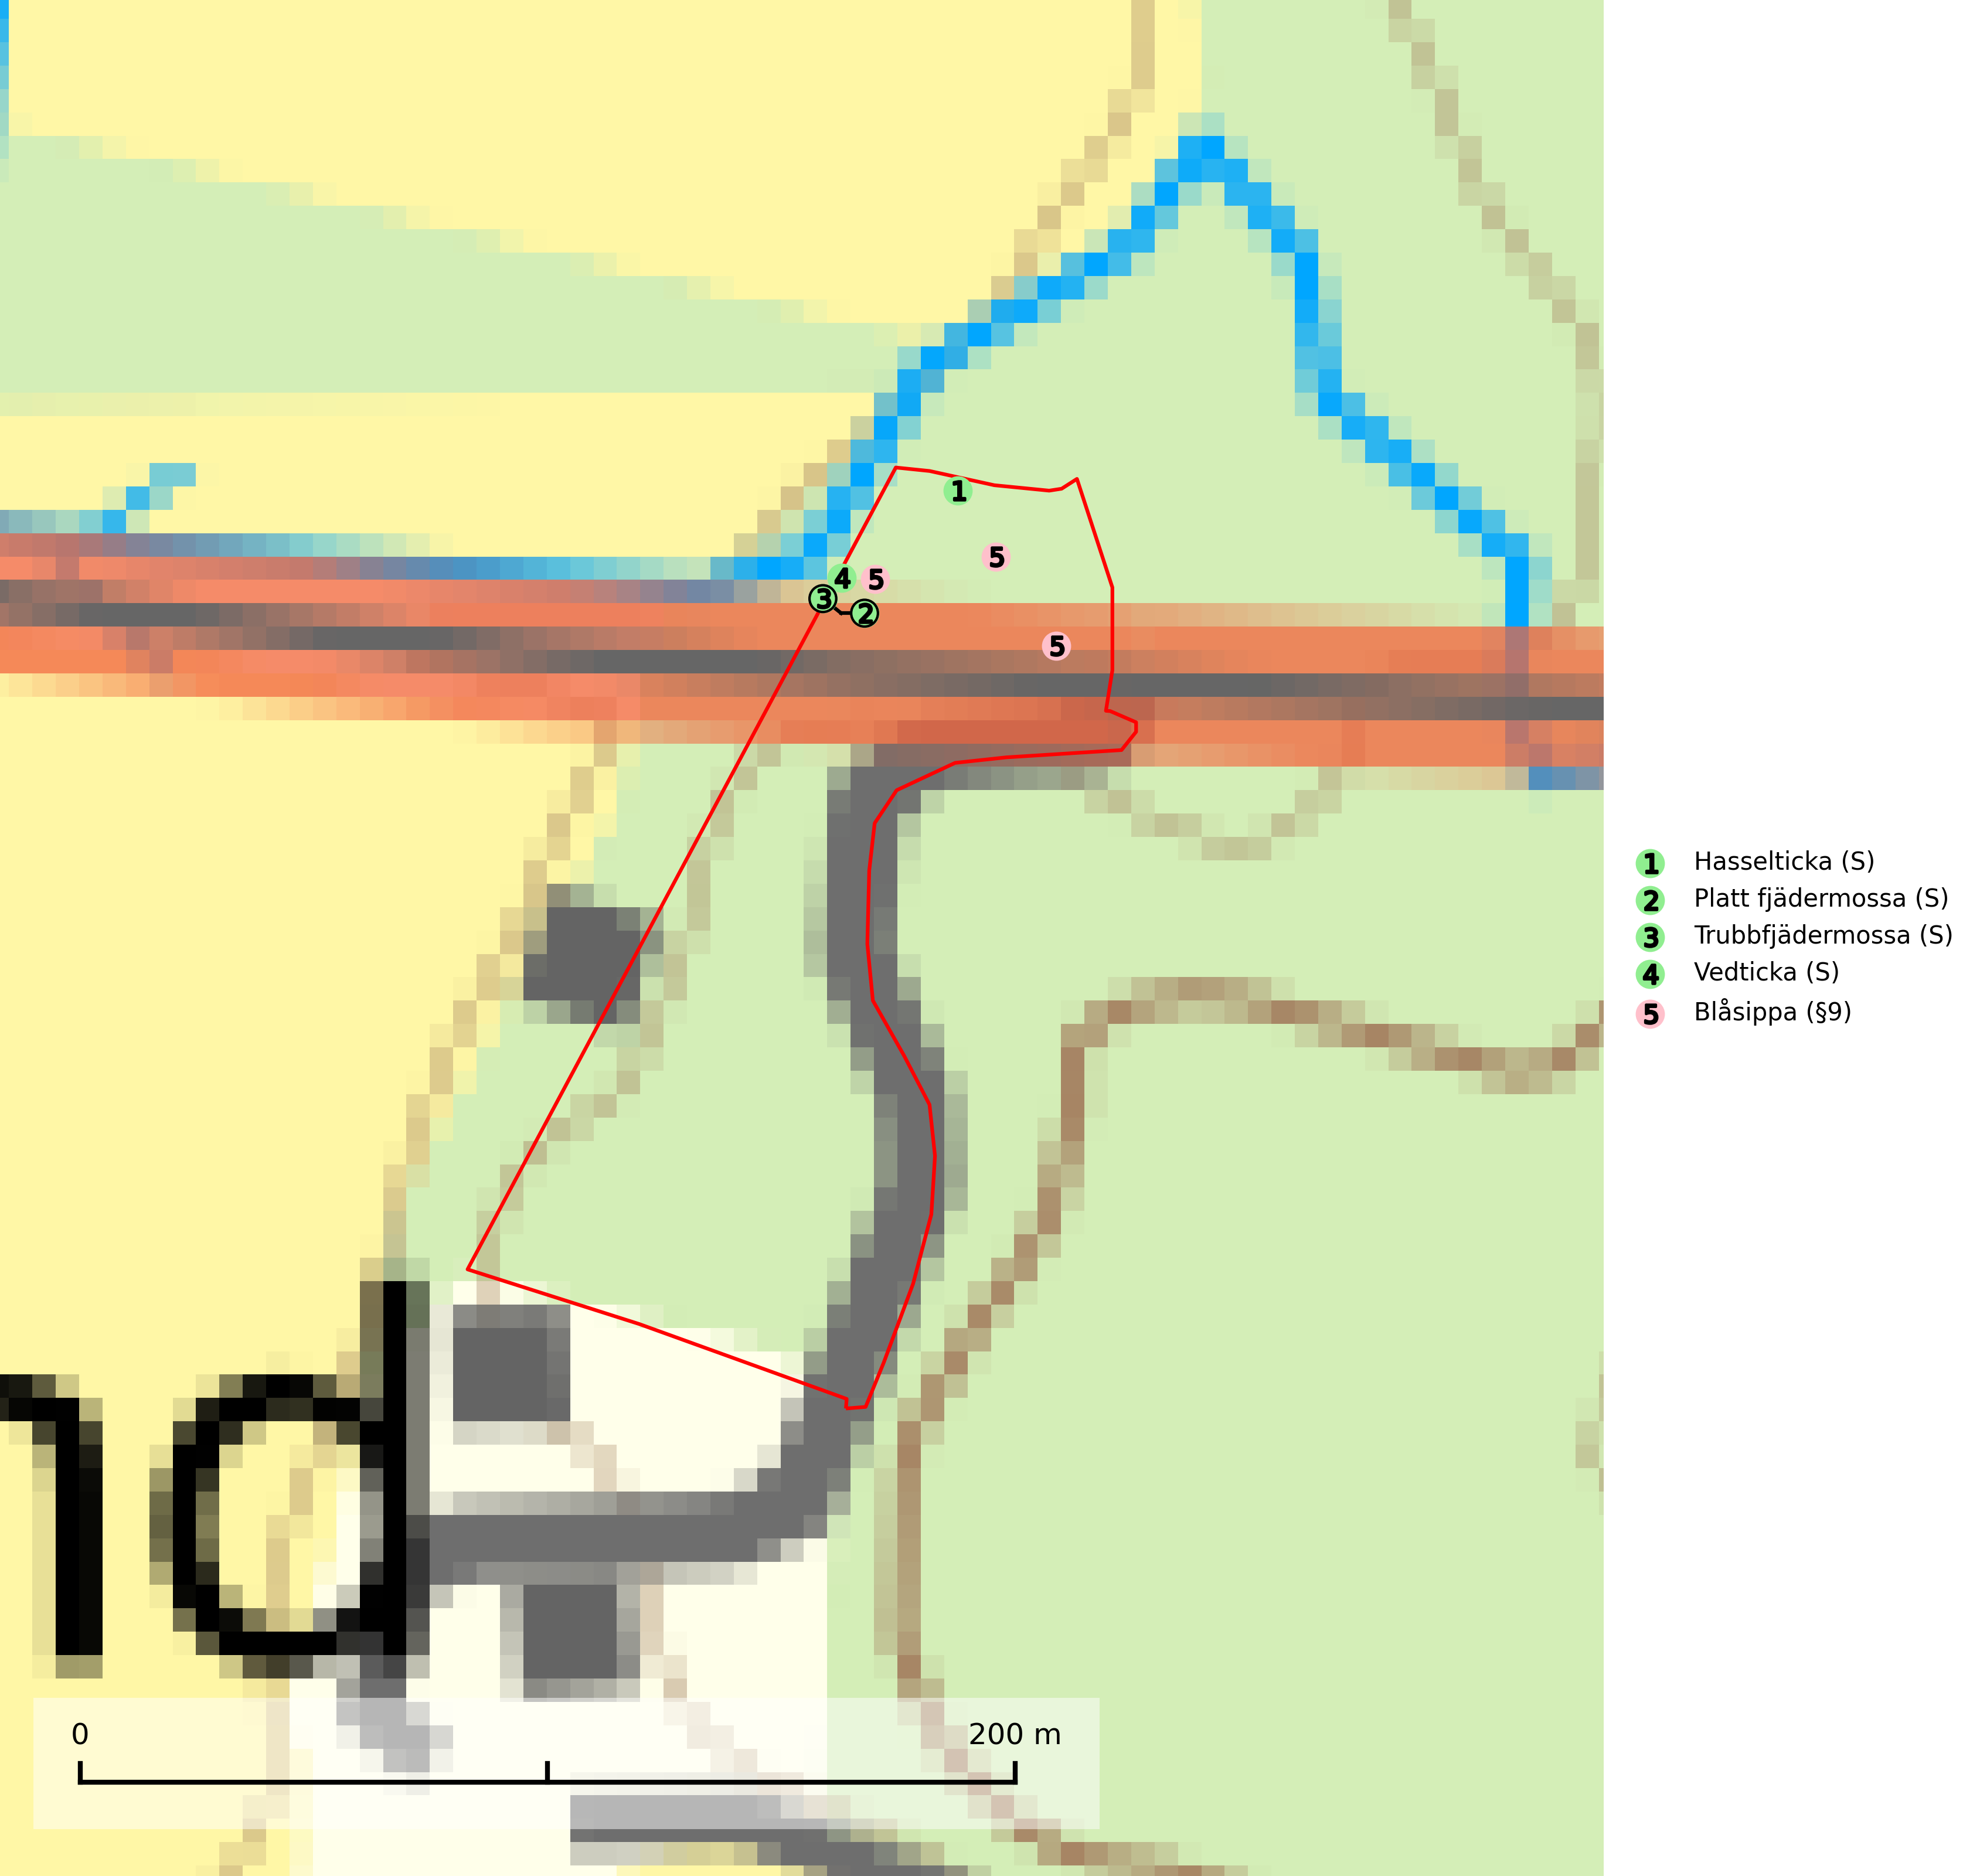 1
5
4
5
3
2
5
1 Hasselticka (S)
2 Platt fjädermossa (S)
3 Trubbfjädermossa (S)
4 Vedticka (S)
5 Blåsippa (§9)
0 200 m